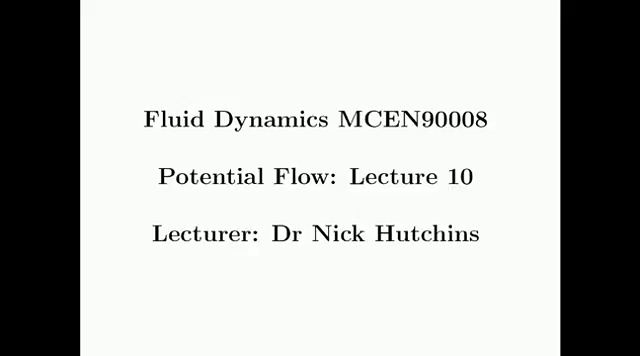 Fluid Dynamics MCEN90008
Potential Flow: Lecture 10
Lecturer: Dr Nick Hutchins